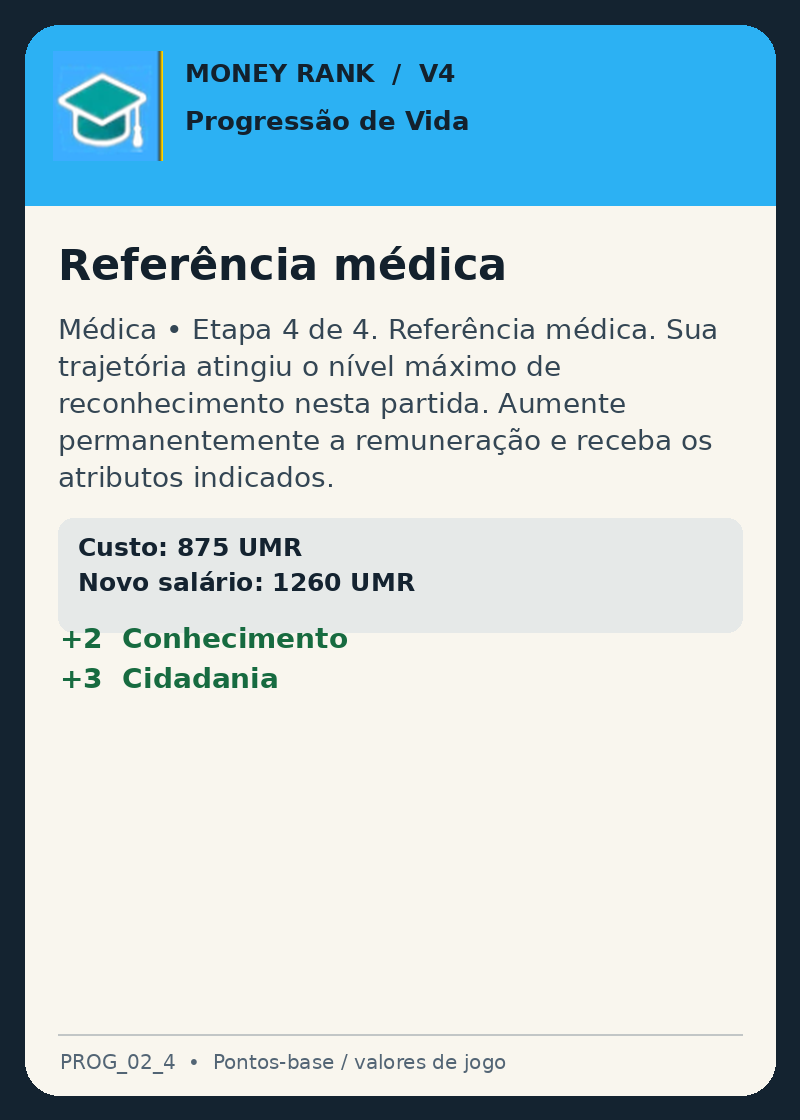 MONEY RANK / V4
Progressão de Vida
Referência médica
Médica • Etapa 4 de 4. Referência médica. Sua
trajetória atingiu o nível máximo de
reconhecimento nesta partida. Aumente
permanentemente a remuneração e receba os
atributos indicados.
Custo: 875 UMR
Novo salário: 1260 UMR
+2 Conhecimento
+3 Cidadania
PROG_02_4 • Pontos-base / valores de jogo